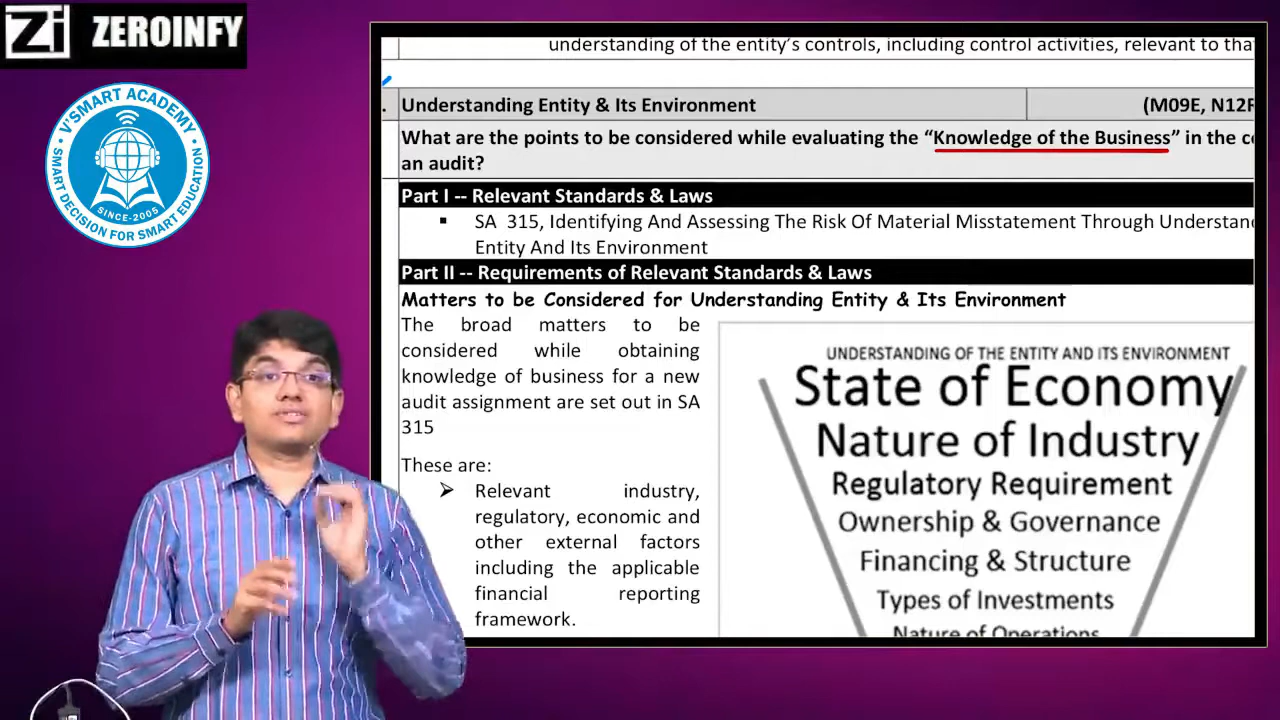 Zi ZEROINFY
V'SMART ACADEMY
SINCE-2005
SMART DECISION FOR SMART EDUCATION
understanding of the entity's controls, including control activities, relevant to tha
. Understanding Entity & Its Environment (M09E, N12
What are the points to be considered while evaluating the “Knowledge of the Business” in the
an audit?
Part I -- Relevant Standards & Laws
▪ SA 315, Identifying And Assessing The Risk Of Material Misstatement Through Understan
Entity And Its Environment
Part II -- Requirements of Relevant Standards & Laws
Matters to be Considered for Understanding Entity & Its Environment
The broad matters to be
considered while obtaining
knowledge of business for a new
audit assignment are set out in SA
315
These are:
➢ Relevant industry,
regulatory, economic and
other external factors
including the applicable
financial reporting
framework.
UNDERSTANDING OF THE ENTITY AND ITS ENVIRONMENT
State of Economy
Nature of Industry
Regulatory Requirement
Ownership & Governance
Financing & Structure
Types of Investments
Nature of Operations